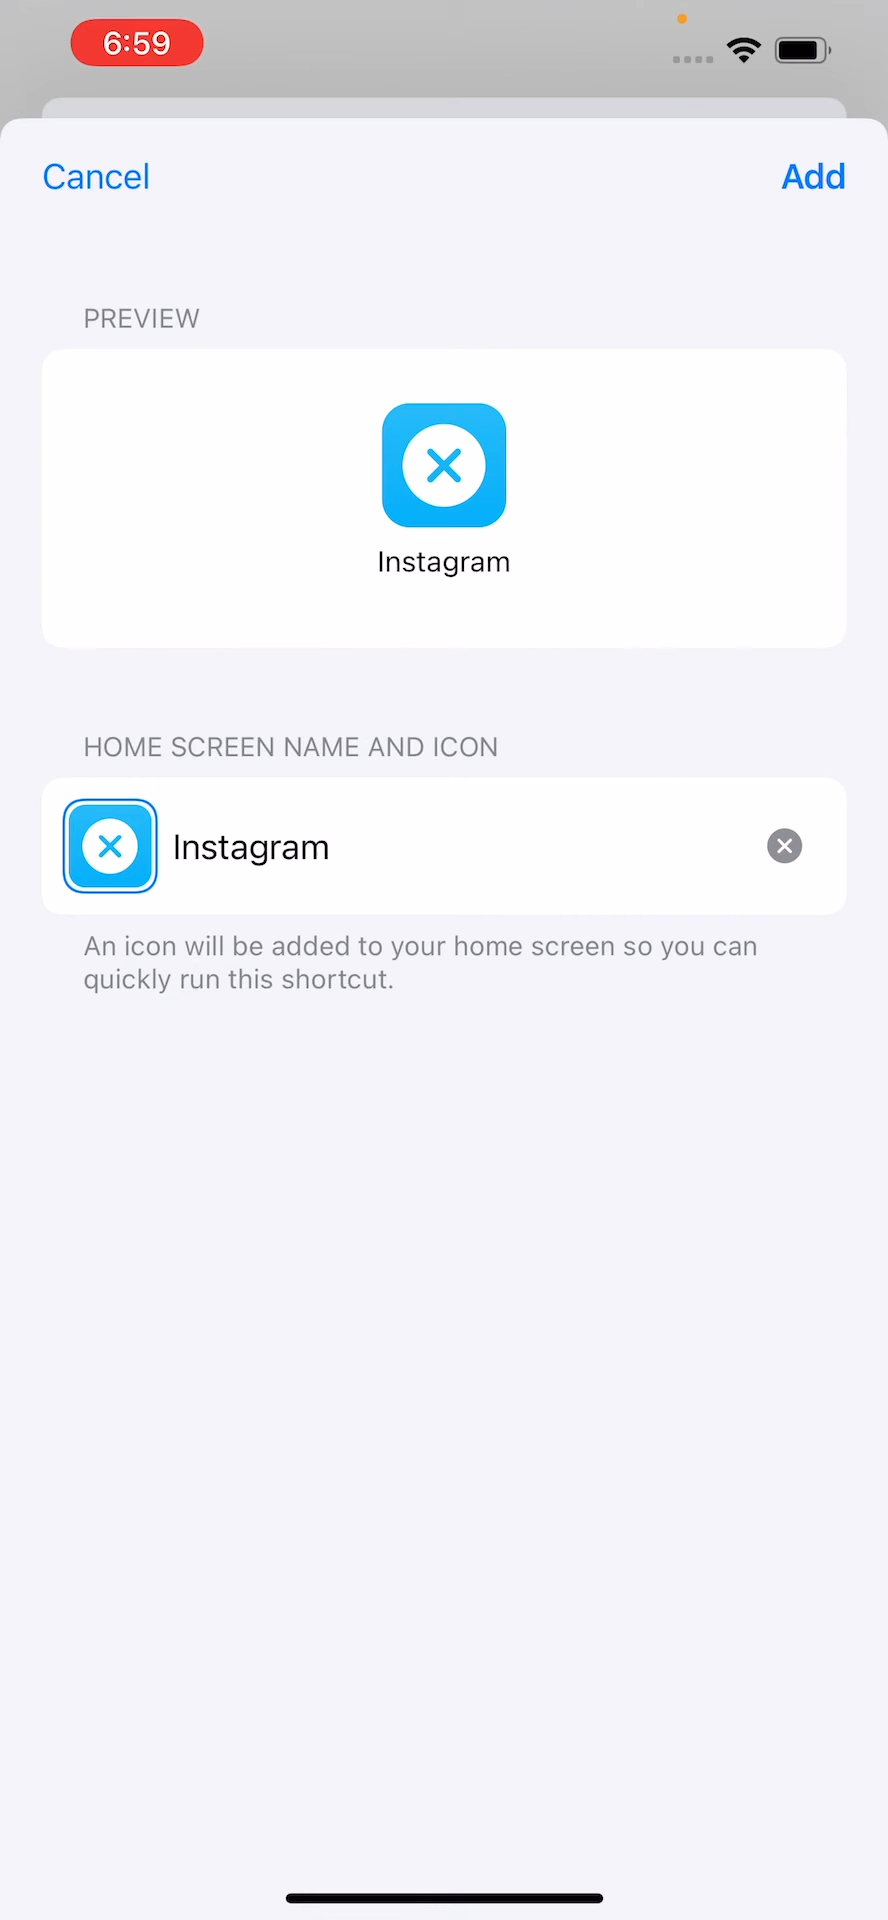 6:59
Cancel
Add
PREVIEW
Instagram
HOME SCREEN NAME AND ICON
Instagram
An icon will be added to your home screen so you can
quickly run this shortcut.